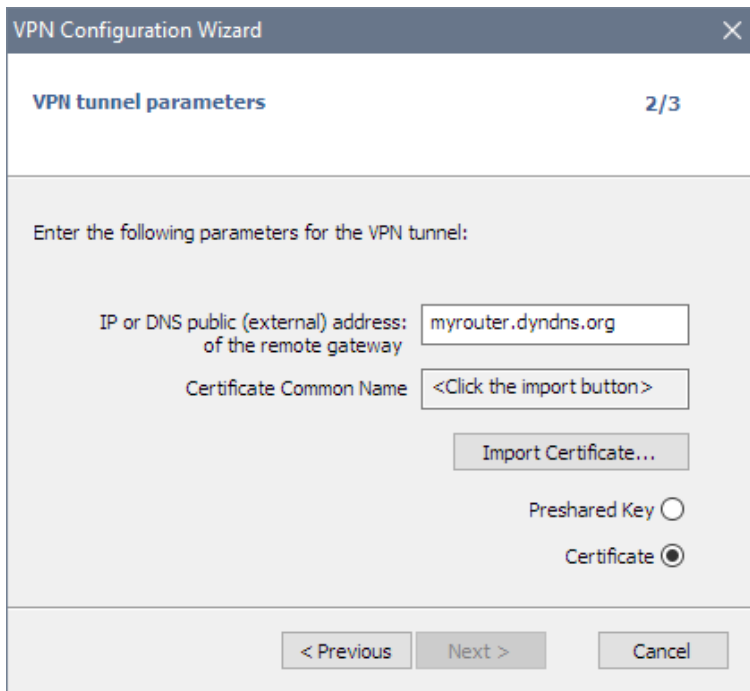 VPN Configuration Wizard
VPN tunnel parameters 2/3
Enter the following parameters for the VPN tunnel:
IP or DNS public (external) address: myrouter.dyndns.org
of the remote gateway
Certificate Common Name <Click the import button>
Import Certificate...
Preshared Key
Certificate
< Previous Next > Cancel